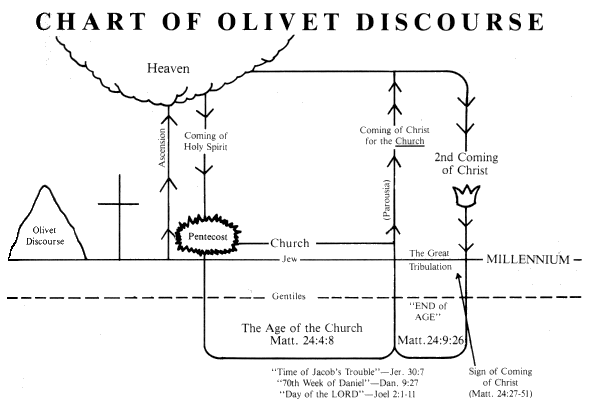 CHART OF OLIVET DISCOURSE
Heaven
Ascension
Coming of
Holy Spirit
Coming of Christ
for the Church
2nd Coming
of Christ
(Parousia)
Olivet
Discourse
Pentecost
Church
Jew
The Great
Tribulation
MILLENNIUM
Gentiles
"END of
AGE"
The Age of the Church
Matt. 24:4:8
Matt. 24:9:26
"Time of Jacob's Trouble"—Jer. 30:7
"70th Week of Daniel"—Dan. 9:27
"Day of the LORD"—Joel 2:1-11
Sign of Coming
of Christ
(Matt. 24:27-51)